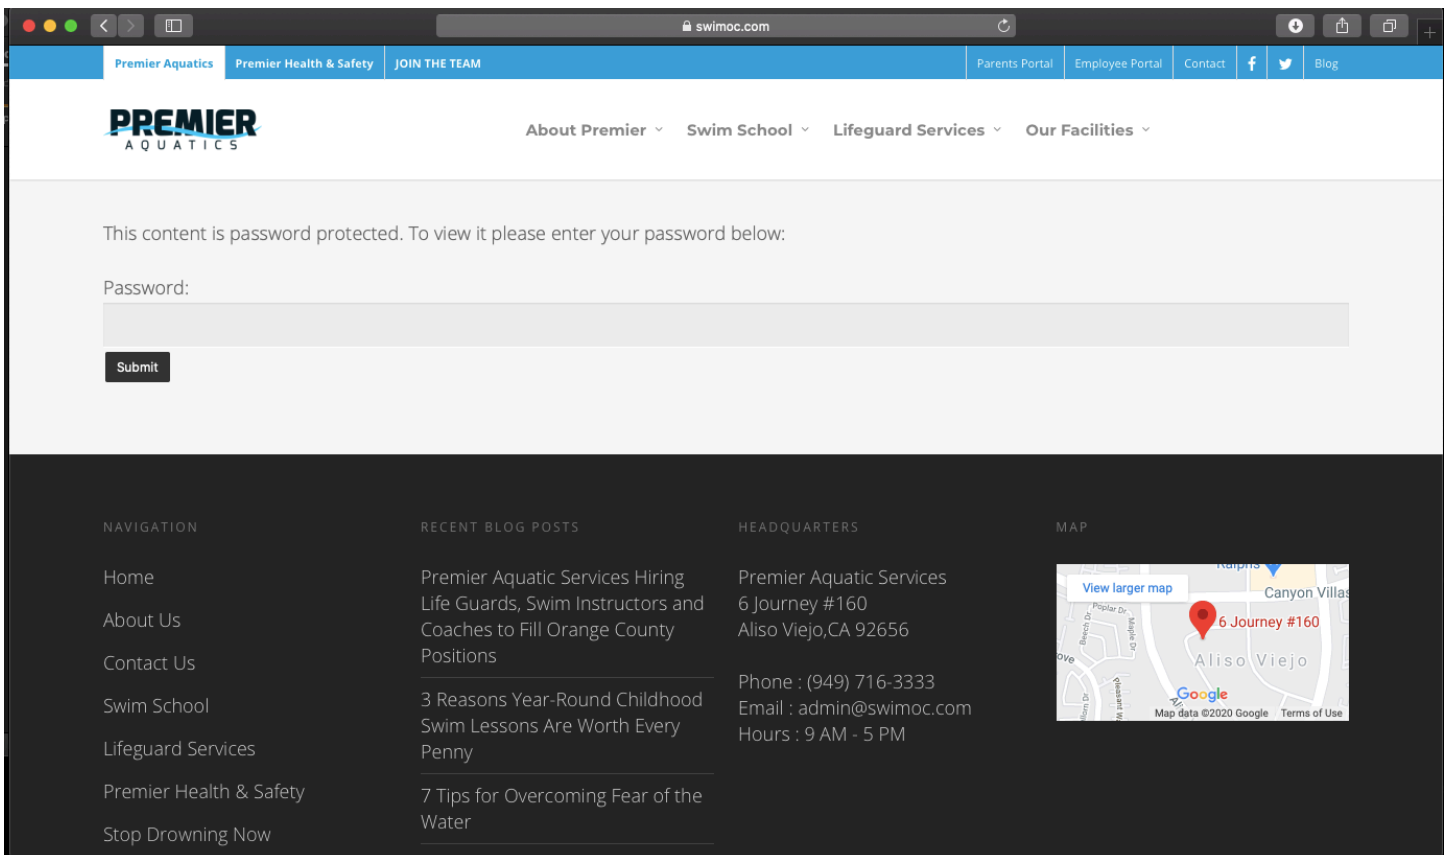 swimoc.com
Premier Aquatics Premier Health & Safety JOIN THE TEAM Parents Portal Employee Portal Contact Blog
PREMIER
AQUATICS
About Premier Swim School Lifeguard Services Our Facilities
This content is password protected. To view it please enter your password below:
Password:
Submit
NAVIGATION
Home
About Us
Contact Us
Swim School
Lifeguard Services
Premier Health & Safety
Stop Drowning Now
RECENT BLOG POSTS
Premier Aquatic Services Hiring
Life Guards, Swim Instructors and
Coaches to Fill Orange County
Positions
3 Reasons Year-Round Childhood
Swim Lessons Are Worth Every
Penny
7 Tips for Overcoming Fear of the
Water
HEADQUARTERS
Premier Aquatic Services
6 Journey #160
Aliso Viejo,CA 92656
Phone : (949) 716-3333
Email : admin@swimoc.com
Hours : 9 AM - 5 PM
MAP
Ralphs
View larger map
Canyon Villas
Poplar Dr
Beech Dr
Maple Dr
6 Journey #160
Aliso Viejo
Google
Map data ©2020 Google Terms of Use